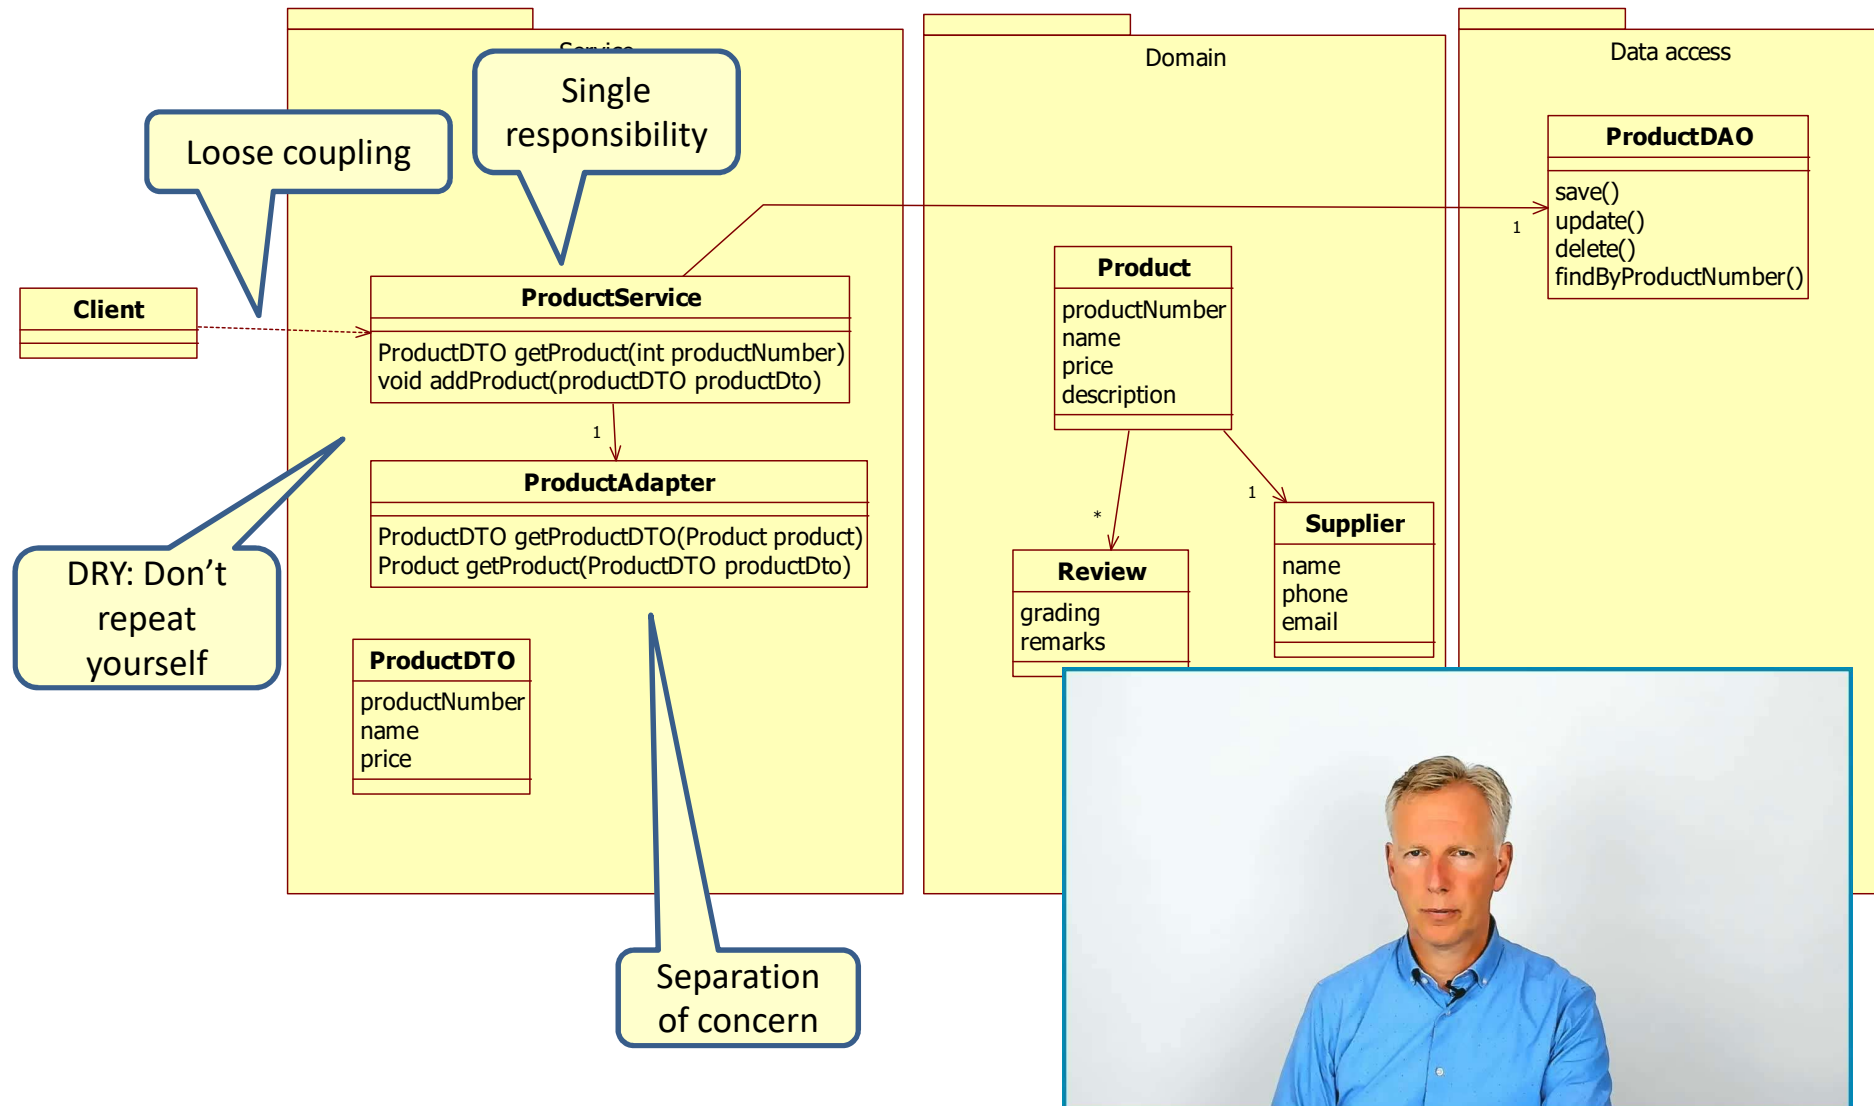 Service
Domain
Data access
Single
responsibility
Loose coupling
ProductDAO
save()
update()
delete()
findByProductNumber()
1
Client
ProductService
ProductDTO getProduct(int productNumber)
void addProduct(productDTO productDto)
1
ProductAdapter
ProductDTO getProductDTO(Product product)
Product getProduct(ProductDTO productDto)
Product
productNumber
name
price
description
*
1
Review
grading
remarks
Supplier
name
phone
email
DRY: Don’t
repeat
yourself
ProductDTO
productNumber
name
price
Separation
of concern